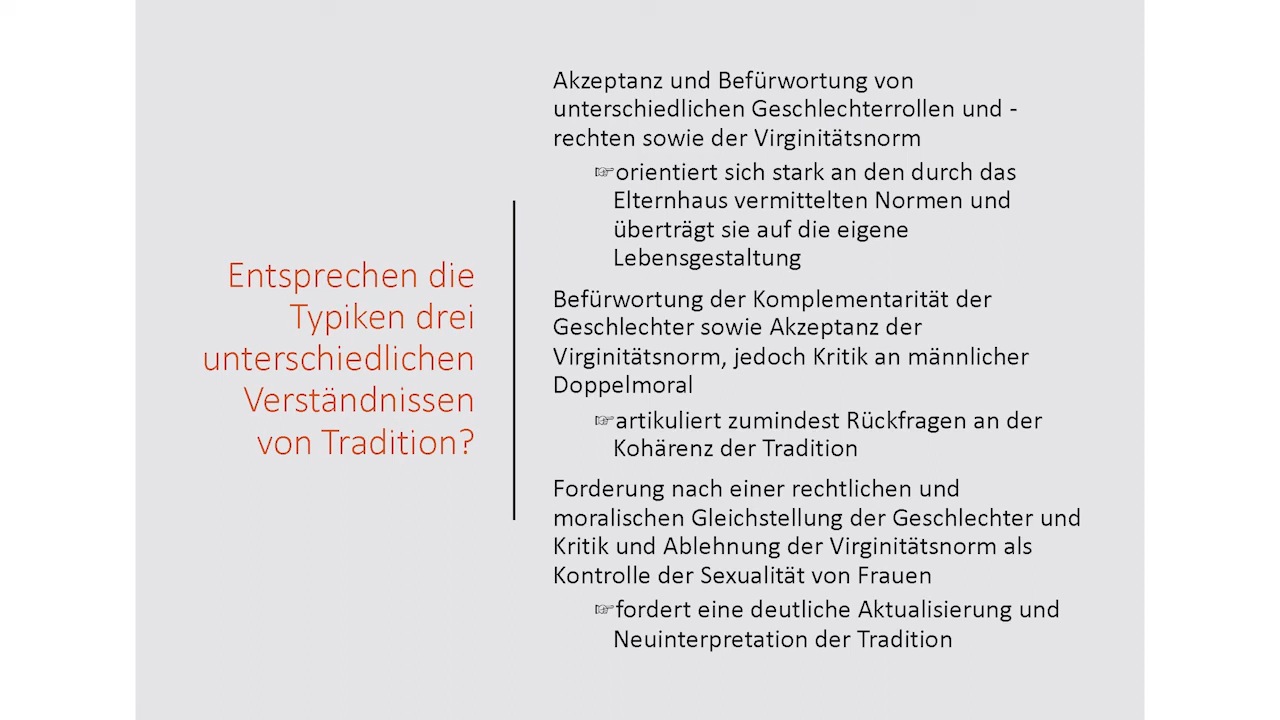 Entsprechen die
Typiken drei
unterschiedlichen
Verständnissen
von Tradition?
Akzeptanz und Befürwortung von
unterschiedlichen Geschlechterrollen und -
rechten sowie der Virginitätsnorm
☞orientiert sich stark an den durch das
Elternhaus vermittelten Normen und
überträgt sie auf die eigene
Lebensgestaltung
Befürwortung der Komplementarität der
Geschlechter sowie Akzeptanz der
Virginitätsnorm, jedoch Kritik an männlicher
Doppelmoral
☞artikuliert zumindest Rückfragen an der
Kohärenz der Tradition
Forderung nach einer rechtlichen und
moralischen Gleichstellung der Geschlechter und
Kritik und Ablehnung der Virginitätsnorm als
Kontrolle der Sexualität von Frauen
☞fordert eine deutliche Aktualisierung und
Neuinterpretation der Tradition